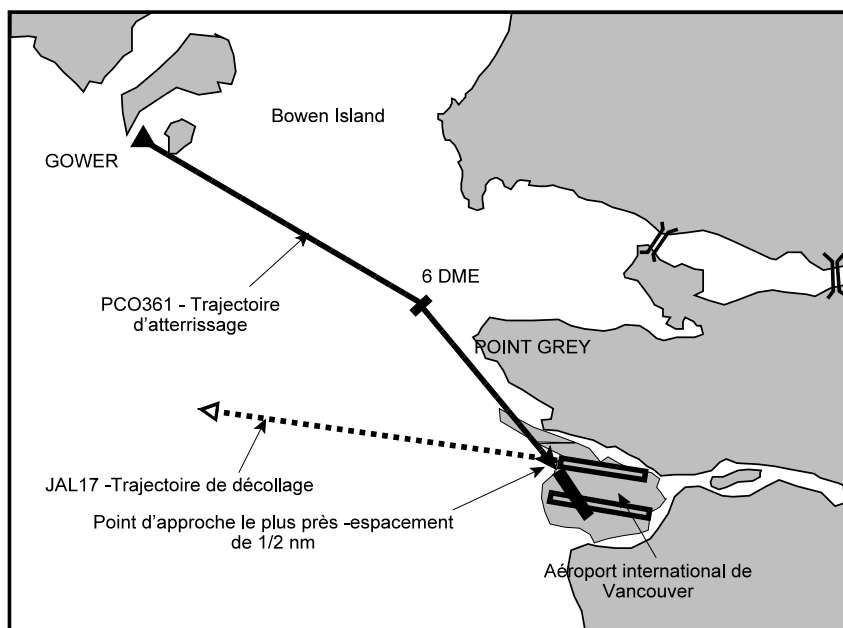 Bowen Island
GOWER
6 DME
PCO361 - Trajectoire
d'atterrissage
POINT GREY
JAL17 -Trajectoire de décollage
Point d'approche le plus près -espacement
de 1/2 nm
Aéroport international de
Vancouver